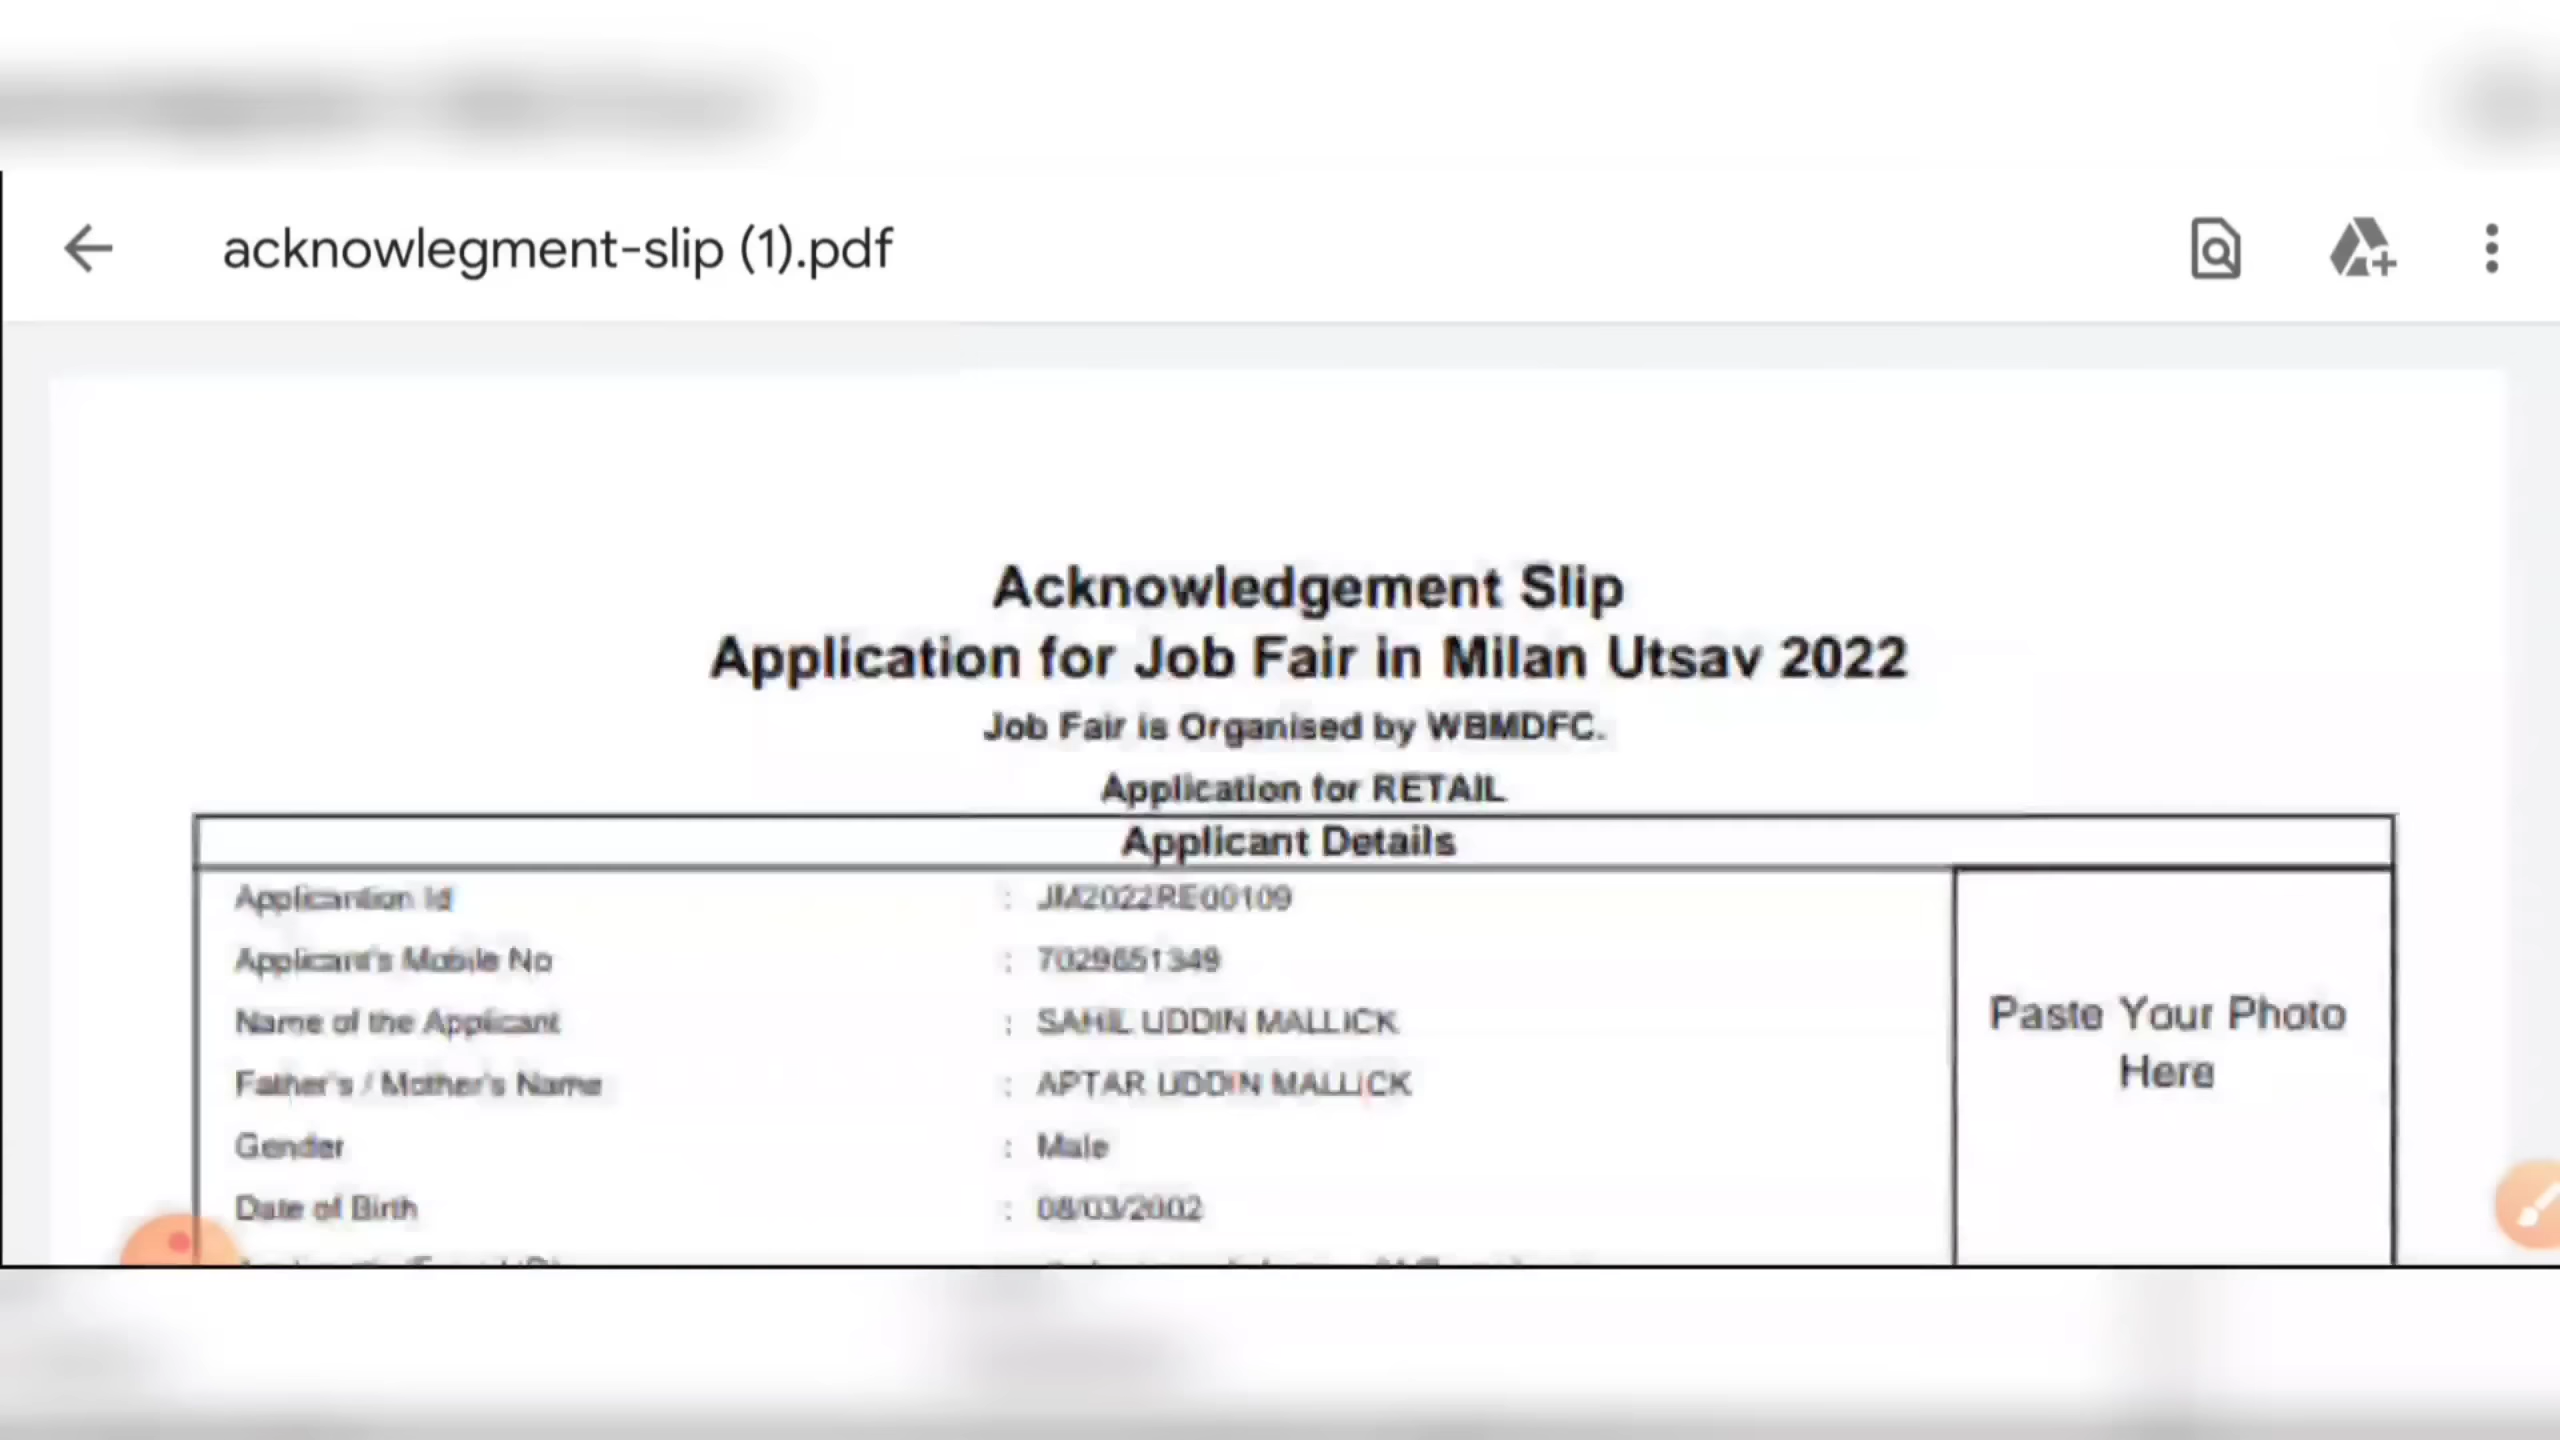 acknowlegment-slip (1).pdf
Acknowledgement Slip
Application for Job Fair in Milan Utsav 2022
Job Fair is Organised by WBMDFC.
Application for RETAIL
Applicant Details
Applicantion Id : JM2022RE00109
Applicant's Mobile No : 7029651349
Name of the Applicant : SAHIL UDDIN MALLICK
Father's / Mother's Name : APTAR UDDIN MALLICK
Gender : Male
Date of Birth : 08/03/2002
Paste Your Photo
Here